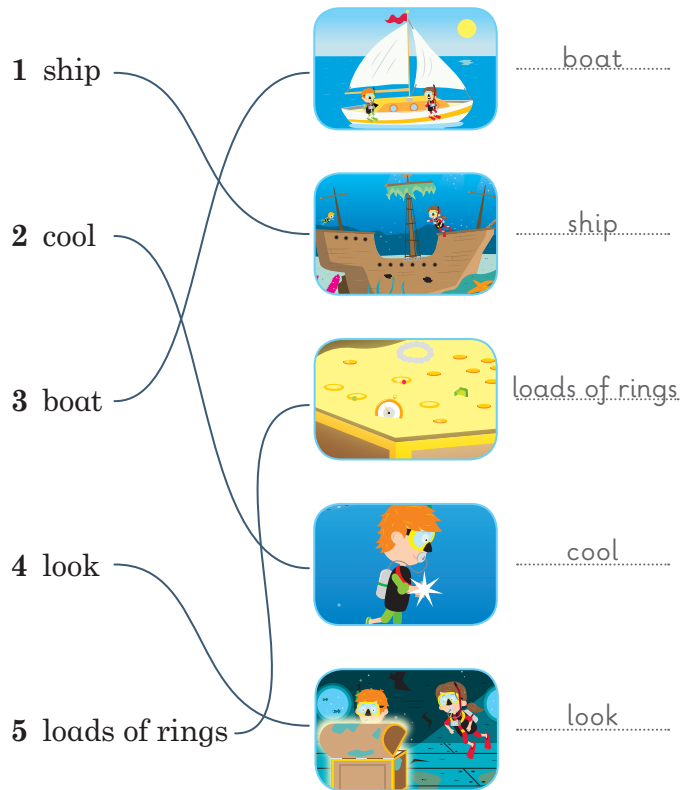 boat
1 ship
ship
2 cool
3 boat
loads of rings
cool
4 look
look
5 loads of rings